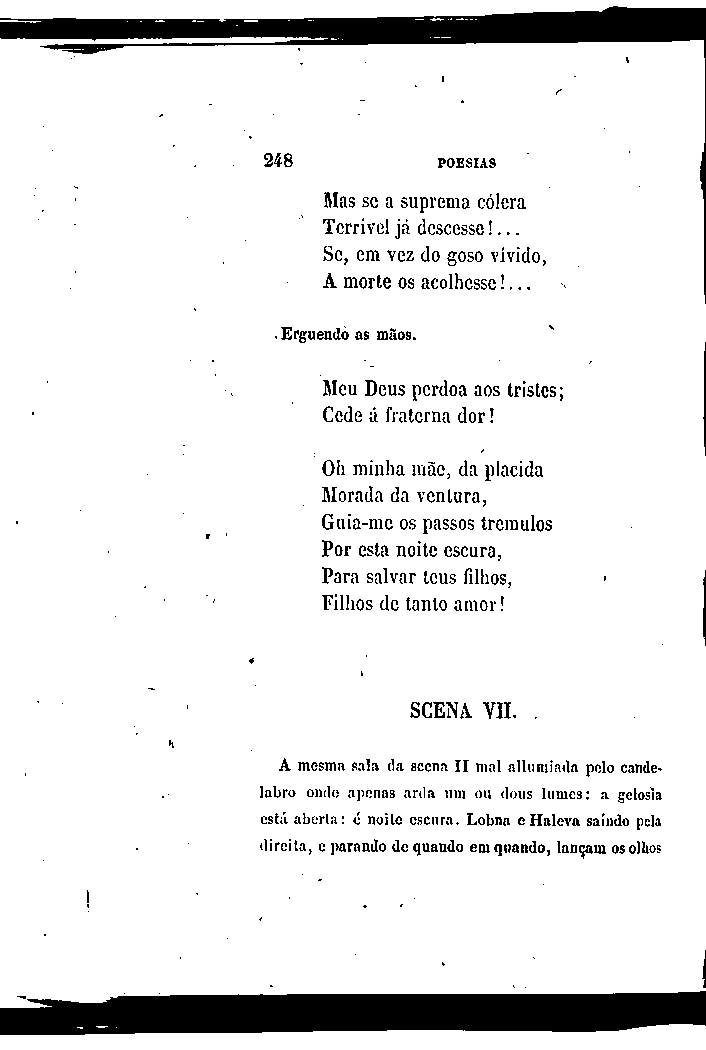 248 POESIAS
Mas se a suprema cólera
Terrivel já descesse!...
Se, em vez do goso vívido,
A morte os acolhesse!...
Erguendo as mãos.
Meu Deus perdoa aos tristes;
Cede á fraterna dor!
Oh minha mãe, da placida
Morada da ventura,
Guia-me os passos tremulos
Por esta noite escura,
Para salvar teus filhos,
Filhos de tanto amor!
SCENA VII.
A mesma sala da scena II mal allumiada pelo cande-
labro onde apenas arda um ou dous lumes: a gelosia
está aberta: é noite escura. Lobna e Haleva saíndo pela
direita, e parando de quando em quando, lançam os olhos